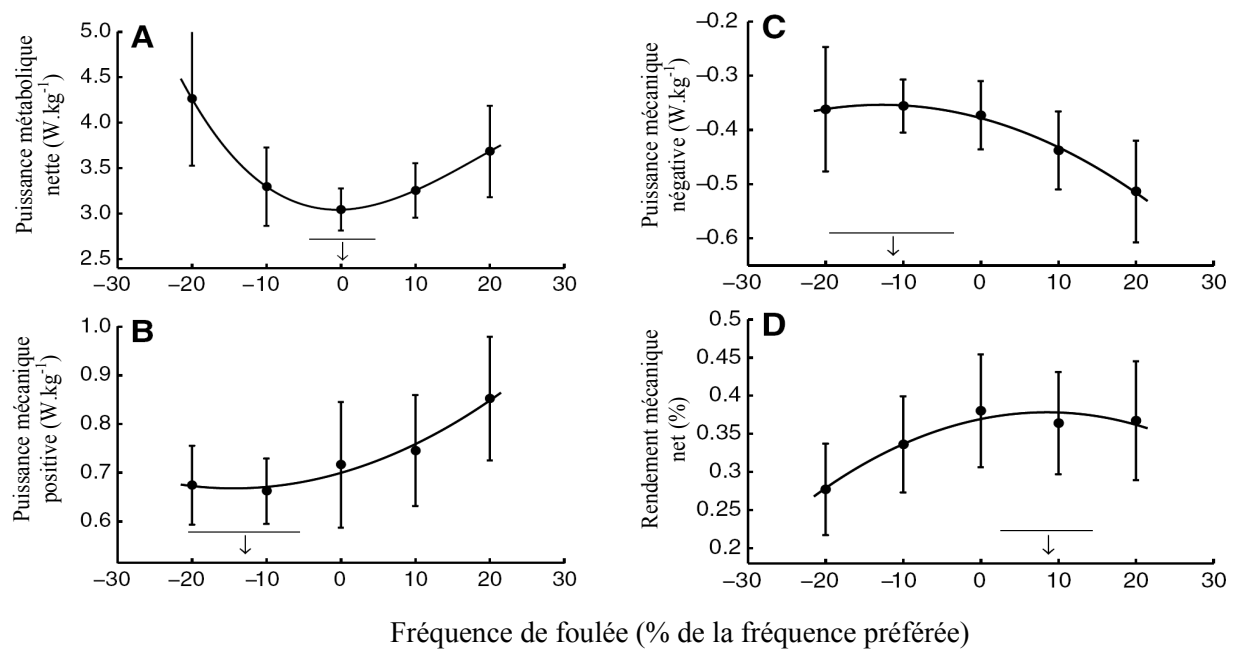 A
Puissance métabolique
nette (W.kg-1)
5.0
4.5
4.0
3.5
3.0
2.5
−30 −20 −10 0 10 20 30
B
Puissance mécanique
positive (W.kg-1)
1.0
0.9
0.8
0.7
0.6
−30 −20 −10 0 10 20 30
C
Puissance mécanique
négative (W.kg-1)
−0.2
−0.3
−0.4
−0.5
−0.6
−30 −20 −10 0 10 20 30
D
Rendement mécanique
net (%)
0.5
0.45
0.4
0.35
0.3
0.25
0.2
−30 −20 −10 0 10 20 30
Fréquence de foulée (% de la fréquence préférée)